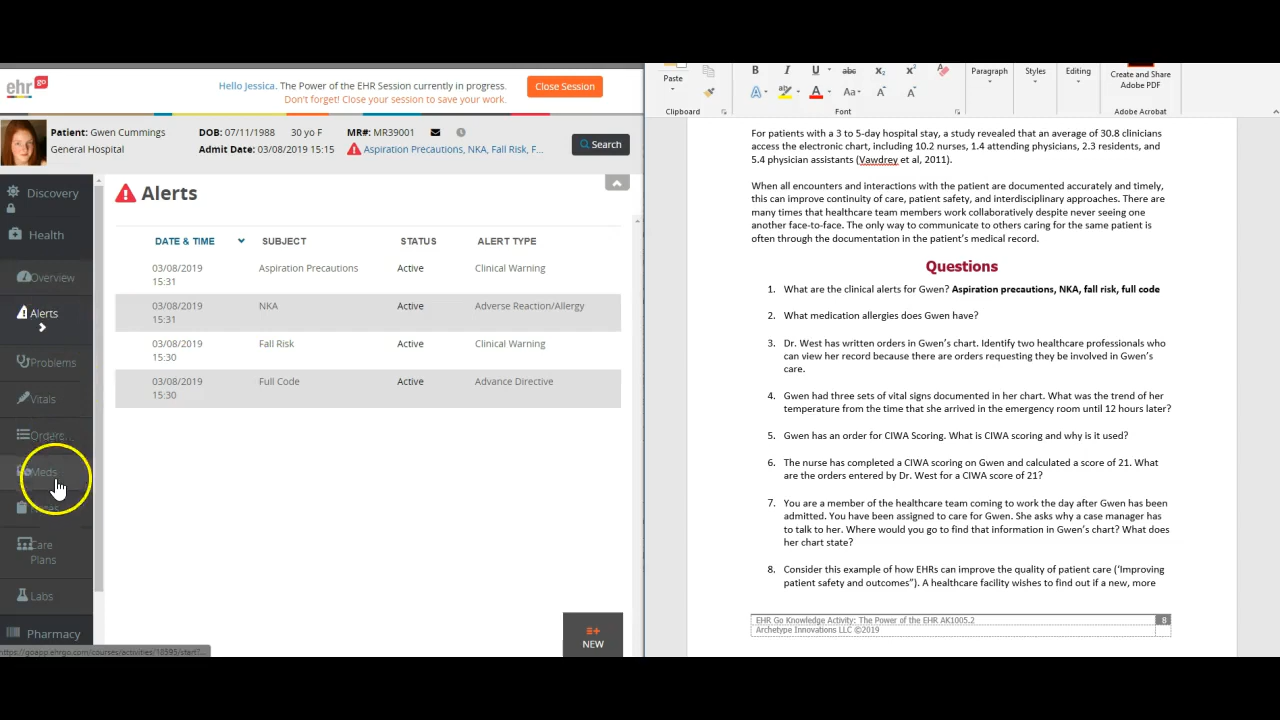 ehr go
Hello Jessica. The Power of the EHR Session currently in progress.
Don't forget! Close your session to save your work.
Close Session
Patient: Gwen Cummings
General Hospital
DOB: 07/11/1988 30 yo F
Admit Date: 03/08/2019 15:15
MR#: MR39001
Aspiration Precautions, NKA, Fall Risk, F...
Search
Discovery
Health
Overview
Alerts
Problems
Vitals
Orders
Meds
Care
Plans
Labs
Pharmacy
https://goapp.ehrgo.com/courses/activities/18595/start?...
Alerts
DATE & TIME SUBJECT STATUS ALERT TYPE
03/08/2019 Aspiration Precautions Active Clinical Warning
15:31
03/08/2019 NKA Active Adverse Reaction/Allergy
15:31
03/08/2019 Fall Risk Active Clinical Warning
15:30
03/08/2019 Full Code Active Advance Directive
15:30
NEW
Paste
Clipboard
B I U abc X2 X2
A A Aa A A
Font
Paragraph
Styles
Editing
Create and Share
Adobe PDF
Adobe Acrobat
For patients with a 3 to 5-day hospital stay, a study revealed that an average of 30.8 clinicians
access the electronic chart, including 10.2 nurses, 1.4 attending physicians, 2.3 residents, and
5.4 physician assistants (Vawdrey et al, 2011).
When all encounters and interactions with the patient are documented accurately and timely,
this can improve continuity of care, patient safety, and interdisciplinary approaches. There are
many times that healthcare team members work collaboratively despite never seeing one
another face-to-face. The only way to communicate to others caring for the same patient is
often through the documentation in the patient's medical record.
Questions
1. What are the clinical alerts for Gwen? Aspiration precautions, NKA, fall risk, full code
2. What medication allergies does Gwen have?
3. Dr. West has written orders in Gwen's chart. Identify two healthcare professionals who
can view her record because there are orders requesting they be involved in Gwen's
care.
4. Gwen had three sets of vital signs documented in her chart. What was the trend of her
temperature from the time that she arrived in the emergency room until 12 hours later?
5. Gwen has an order for CIWA Scoring. What is CIWA scoring and why is it used?
6. The nurse has completed a CIWA scoring on Gwen and calculated a score of 21. What
are the orders entered by Dr. West for a CIWA score of 21?
7. You are a member of the healthcare team coming to work the day after Gwen has been
admitted. You have been assigned to care for Gwen. She asks why a case manager has
to talk to her. Where would you go to find that information in Gwen's chart? What does
her chart state?
8. Consider this example of how EHRs can improve the quality of patient care ('Improving
patient safety and outcomes"). A healthcare facility wishes to find out if a new, more
EHR Go Knowledge Activity: The Power of the EHR AK1005.2 8
Archetype Innovations LLC ©2019